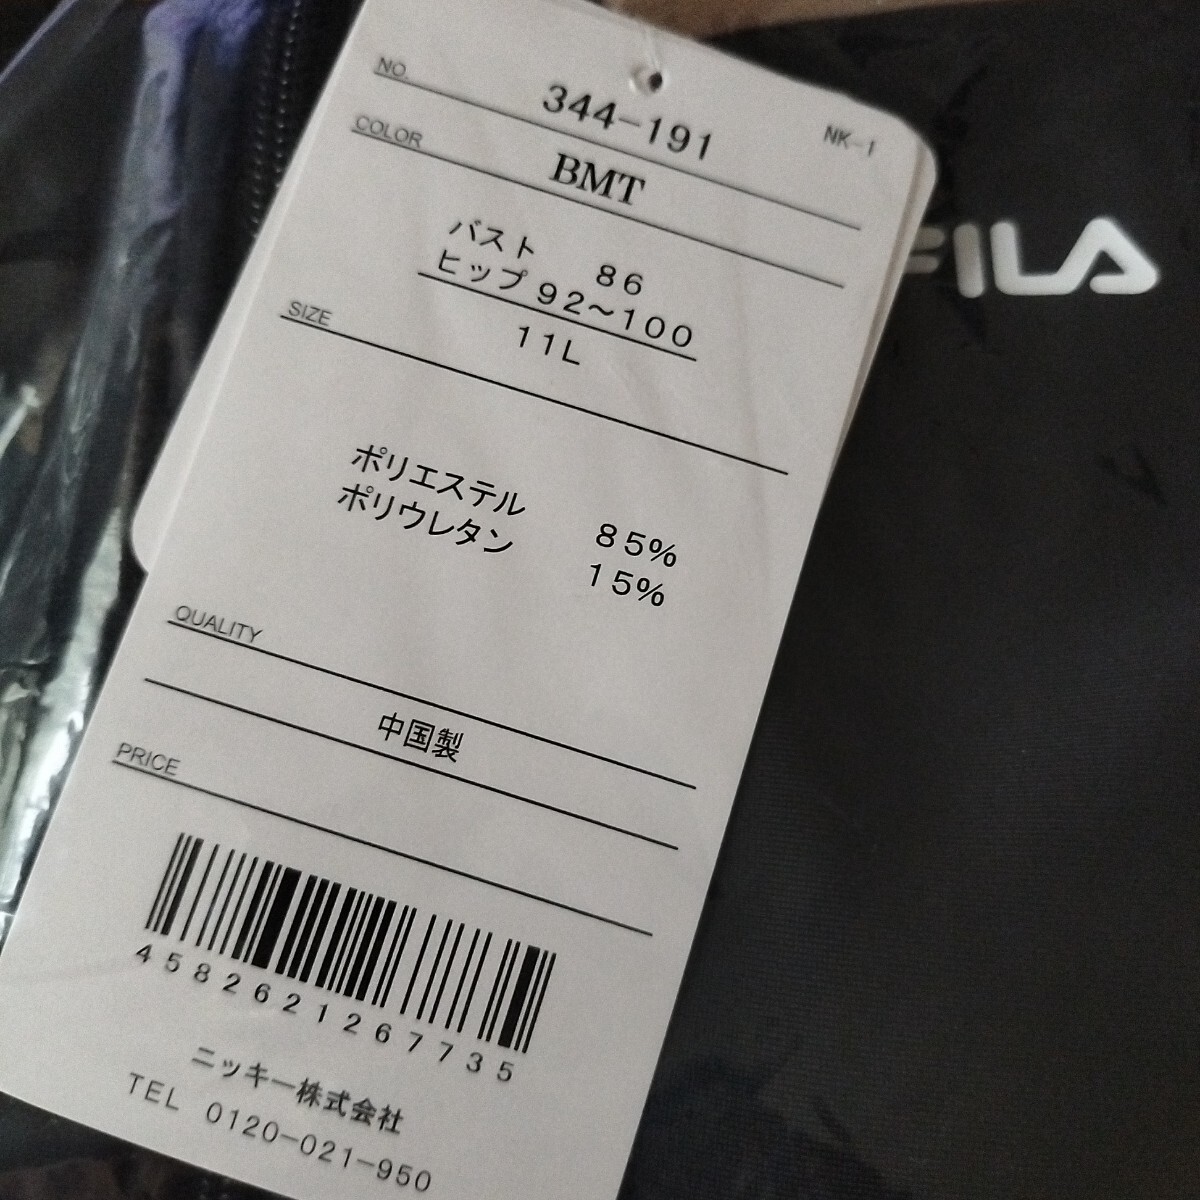 NO. 344-191 NK-1
COLOR BMT
バスト 86
ヒップ 92～100
SIZE 11L
ポリエステル 85%
ポリウレタン 15%
QUALITY
中国製
PRICE
4582621267735
ニッキー株式会社
TEL 0120-021-950
FILA